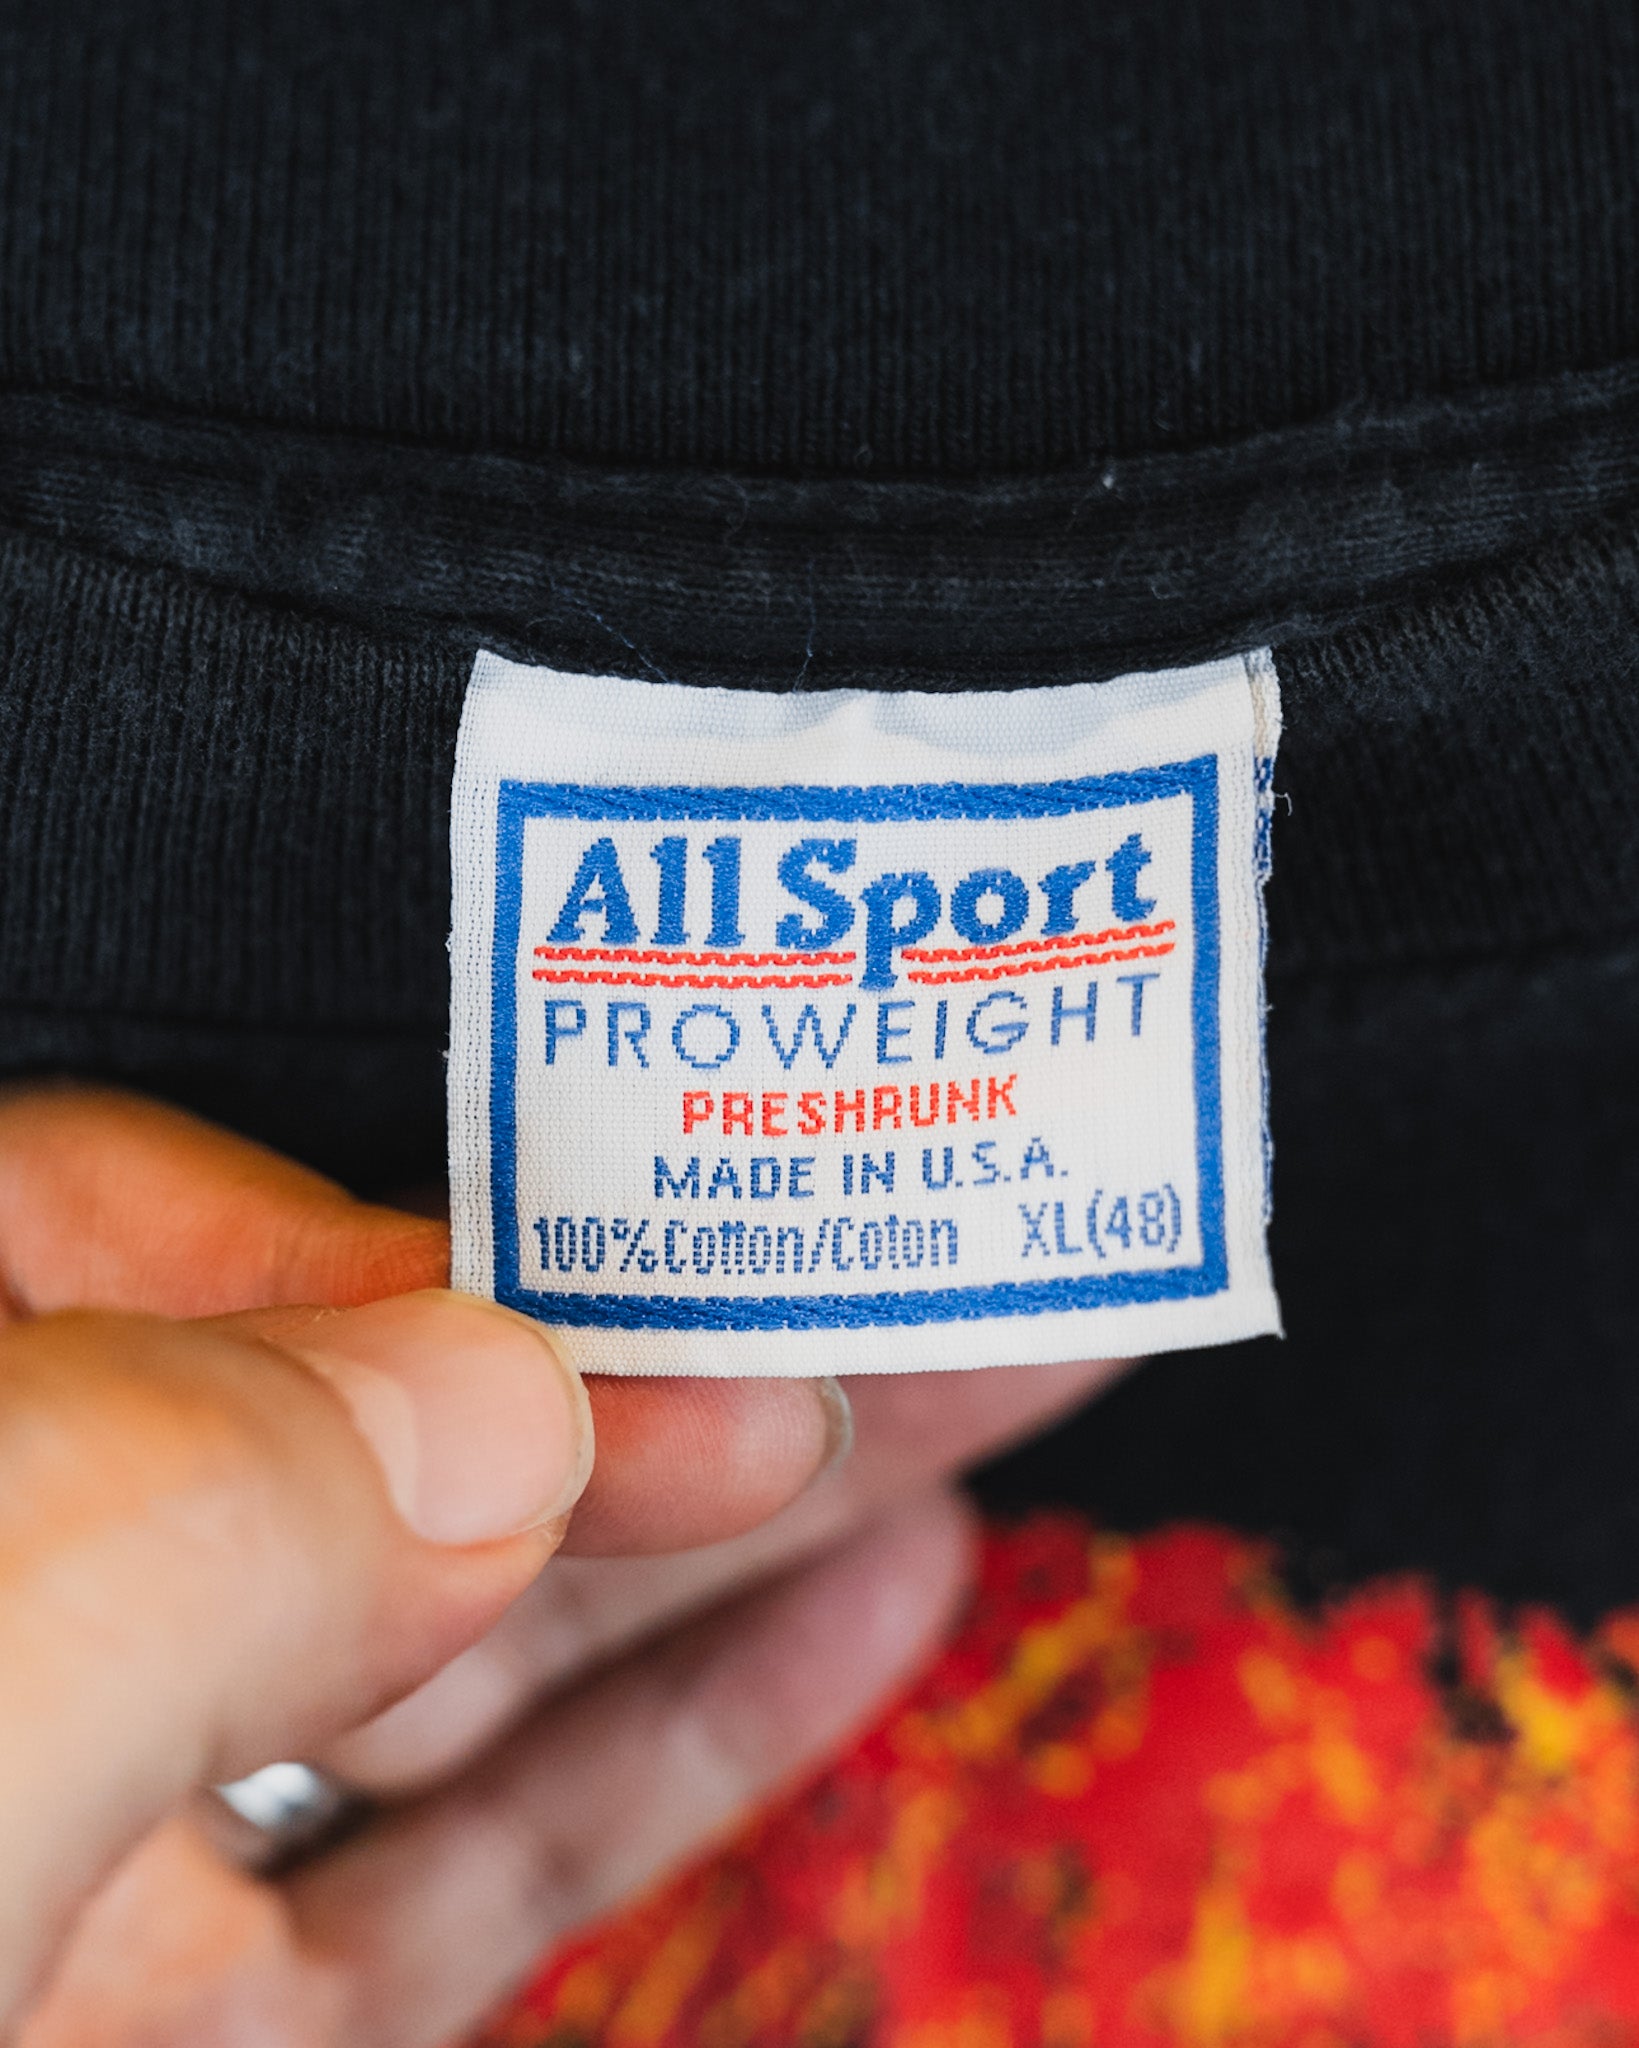 All Sport
PROWEIGHT
PRESHRUNK
MADE IN U.S.A.
100% Cotton/Coton XL(48)